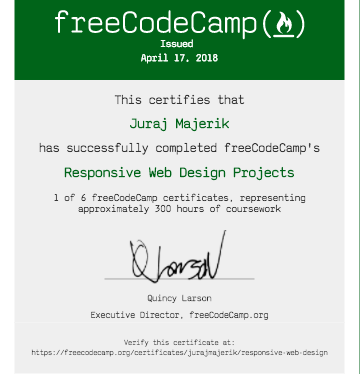 freeCodeCamp(🔥)
Issued
April 17, 2018
This certifies that
Juraj Majerik
has successfully completed freeCodeCamp's
Responsive Web Design Projects
1 of 6 freeCodeCamp certificates, representing
approximately 300 hours of coursework
QLarson
Quincy Larson
Executive Director, freeCodeCamp.org
Verify this certificate at:
https://freecodecamp.org/certificates/jurajmajerik/responsive-web-design